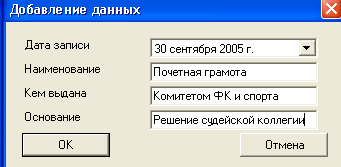 Добавление данных
Дата записи 30 сентября 2005 г.
Наименование Почетная грамота
Кем выдана Комитетом ФК и спорта
Основание Решение судейской коллегии
OK Отмена